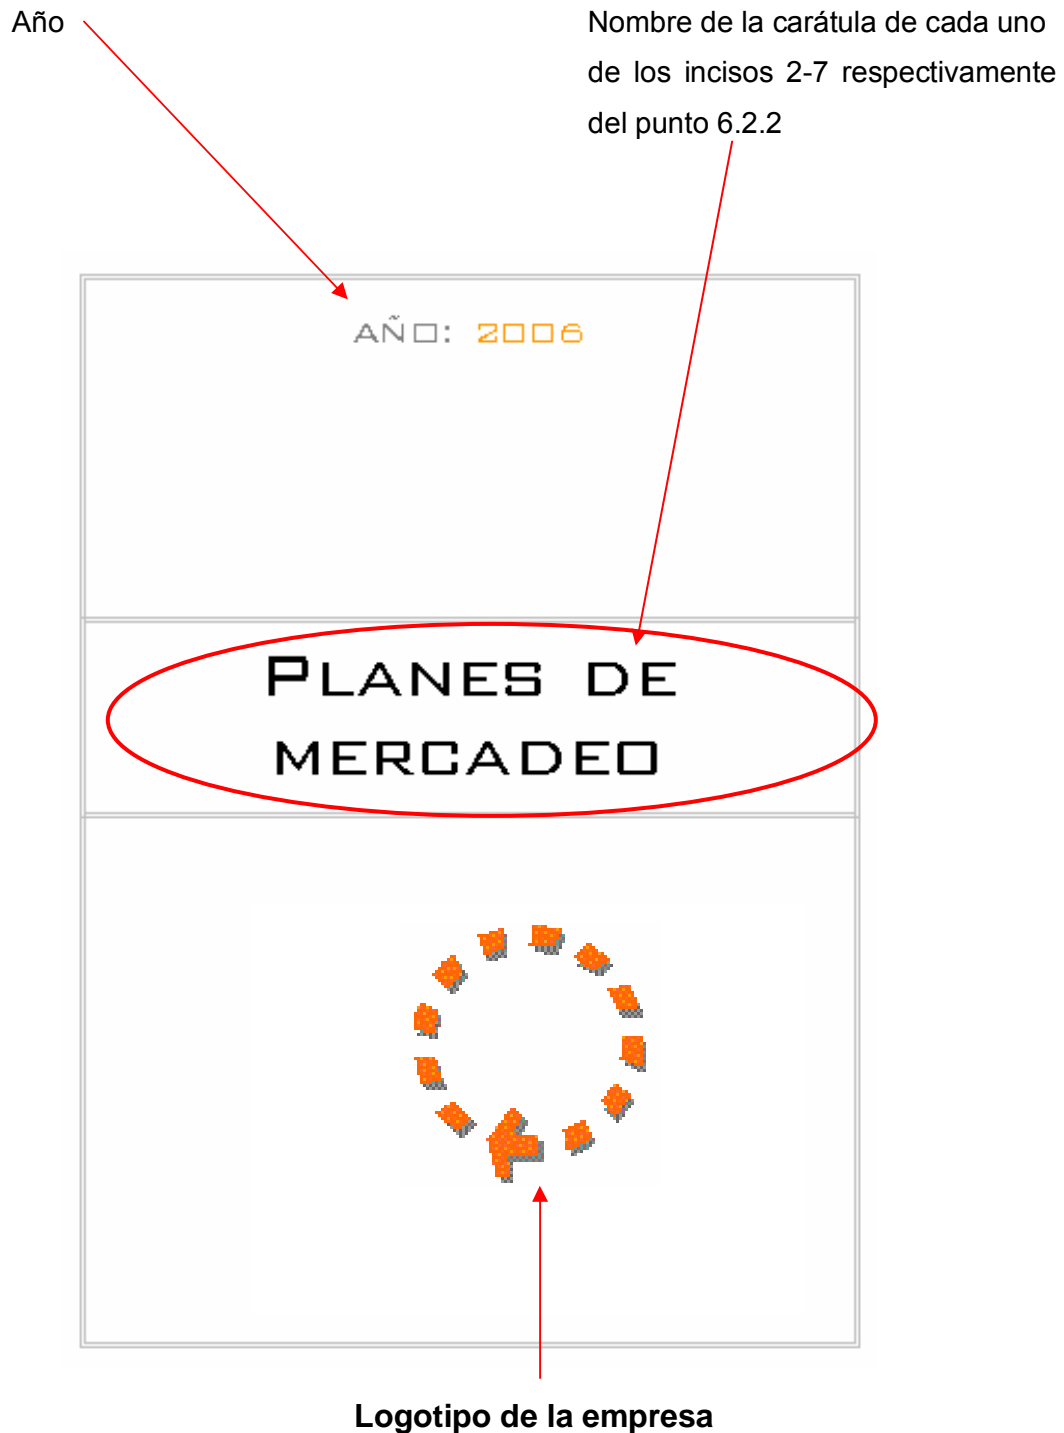 Año
Nombre de la carátula de cada uno
de los incisos 2-7 respectivamente
del punto 6.2.2
AÑO: 2006
PLANES DE
MERCADEO
Logotipo de la empresa